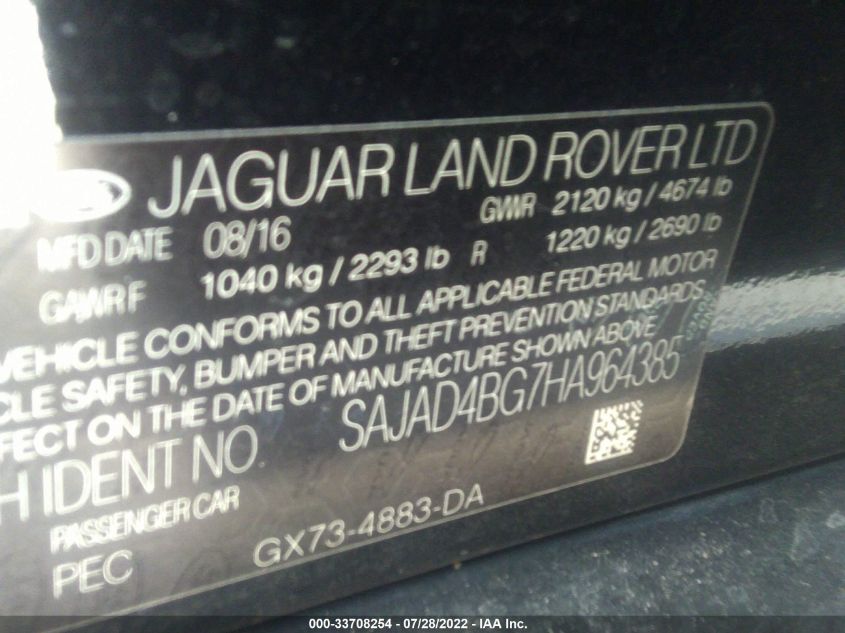 JAGUAR LAND ROVER LTD
MFD DATE 08/16 GVWR 2120 kg / 4674 lb
GAWR F 1040 kg / 2293 lb R 1220 kg / 2690 lb
VEHICLE CONFORMS TO ALL APPLICABLE FEDERAL MOTOR
CLE SAFETY, BUMPER AND THEFT PREVENTION STANDARDS
FFECT ON THE DATE OF MANUFACTURE SHOWN ABOVE
H IDENT NO. SAJAD4BG7HA964385
PASSENGER CAR
PEC GX73-4883-DA
000-33708254 / 07/28/2022 - IAA Inc.